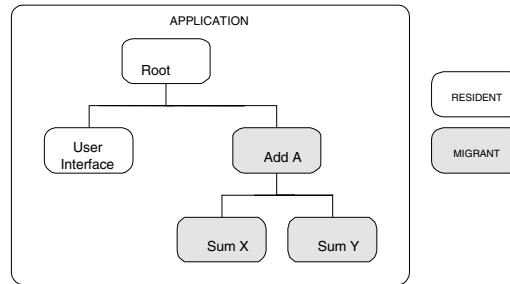 APPLICATION
Root
RESIDENT
User
Interface
Add A
MIGRANT
Sum X
Sum Y